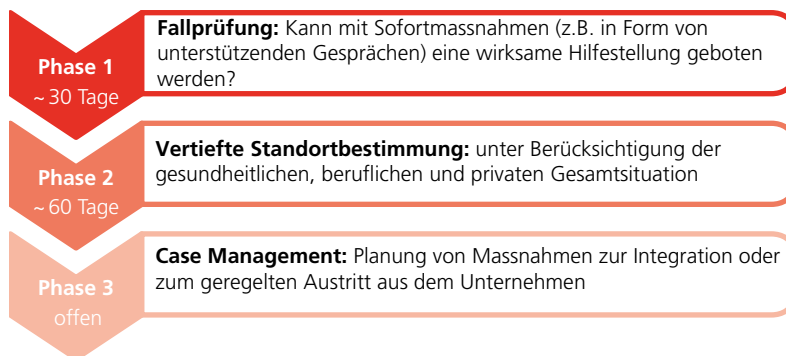 Phase 1
~ 30 Tage
Fallprüfung: Kann mit Sofortmassnahmen (z.B. in Form von
unterstützenden Gesprächen) eine wirksame Hilfestellung geboten
werden?
Phase 2
~ 60 Tage
Vertiefte Standortbestimmung: unter Berücksichtigung der
gesundheitlichen, beruflichen und privaten Gesamtsituation
Phase 3
offen
Case Management: Planung von Massnahmen zur Integration oder
zum geregelten Austritt aus dem Unternehmen